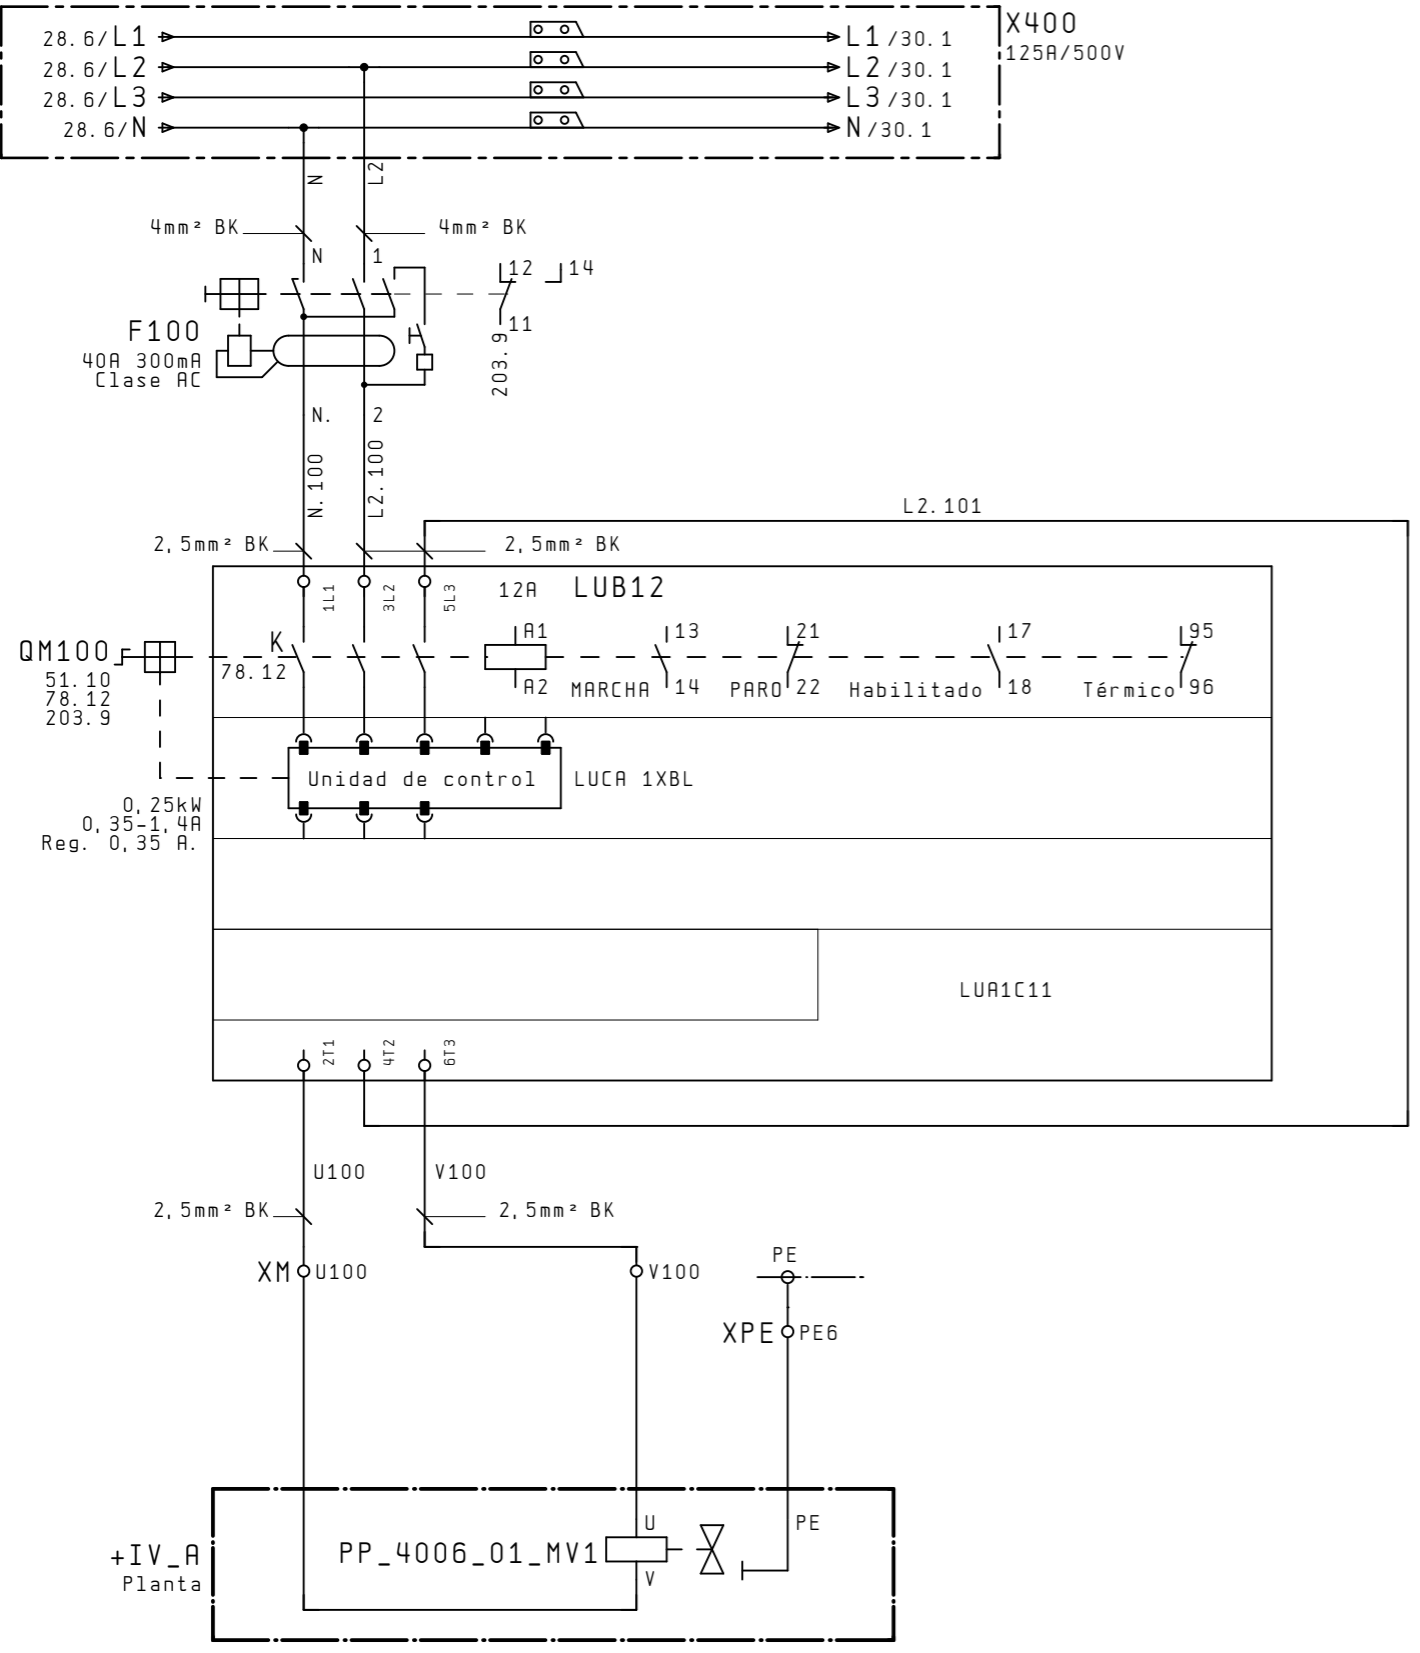 28.6/L1 L1/30.1 X400
125A/500V
28.6/L2 L2/30.1
28.6/L3 L3/30.1
28.6/N N/30.1
N L2
4mm² BK 4mm² BK
N 1
12 14
11
203.9
F100
40A 300mA
Clase AC
N. 2
N.100 L2.100
L2.101
2,5mm² BK 2,5mm² BK
1L1 3L2 5L3
12A LUB12
QM100
51.10
78.12
203.9
K
78.12
A1 13 21 17 95
A2 MARCHA 14 PARO 22 Habilitado 18 Térmico 96
Unidad de control LUCA 1XBL
0,25kW
0,35-1,4A
Reg. 0,35 A.
LUA1C11
2T1 4T2 6T3
U100 V100
2,5mm² BK 2,5mm² BK
XM U100 V100
PE
XPE PE6
U PE
+IV_A
Planta
PP_4006_01_MV1
V